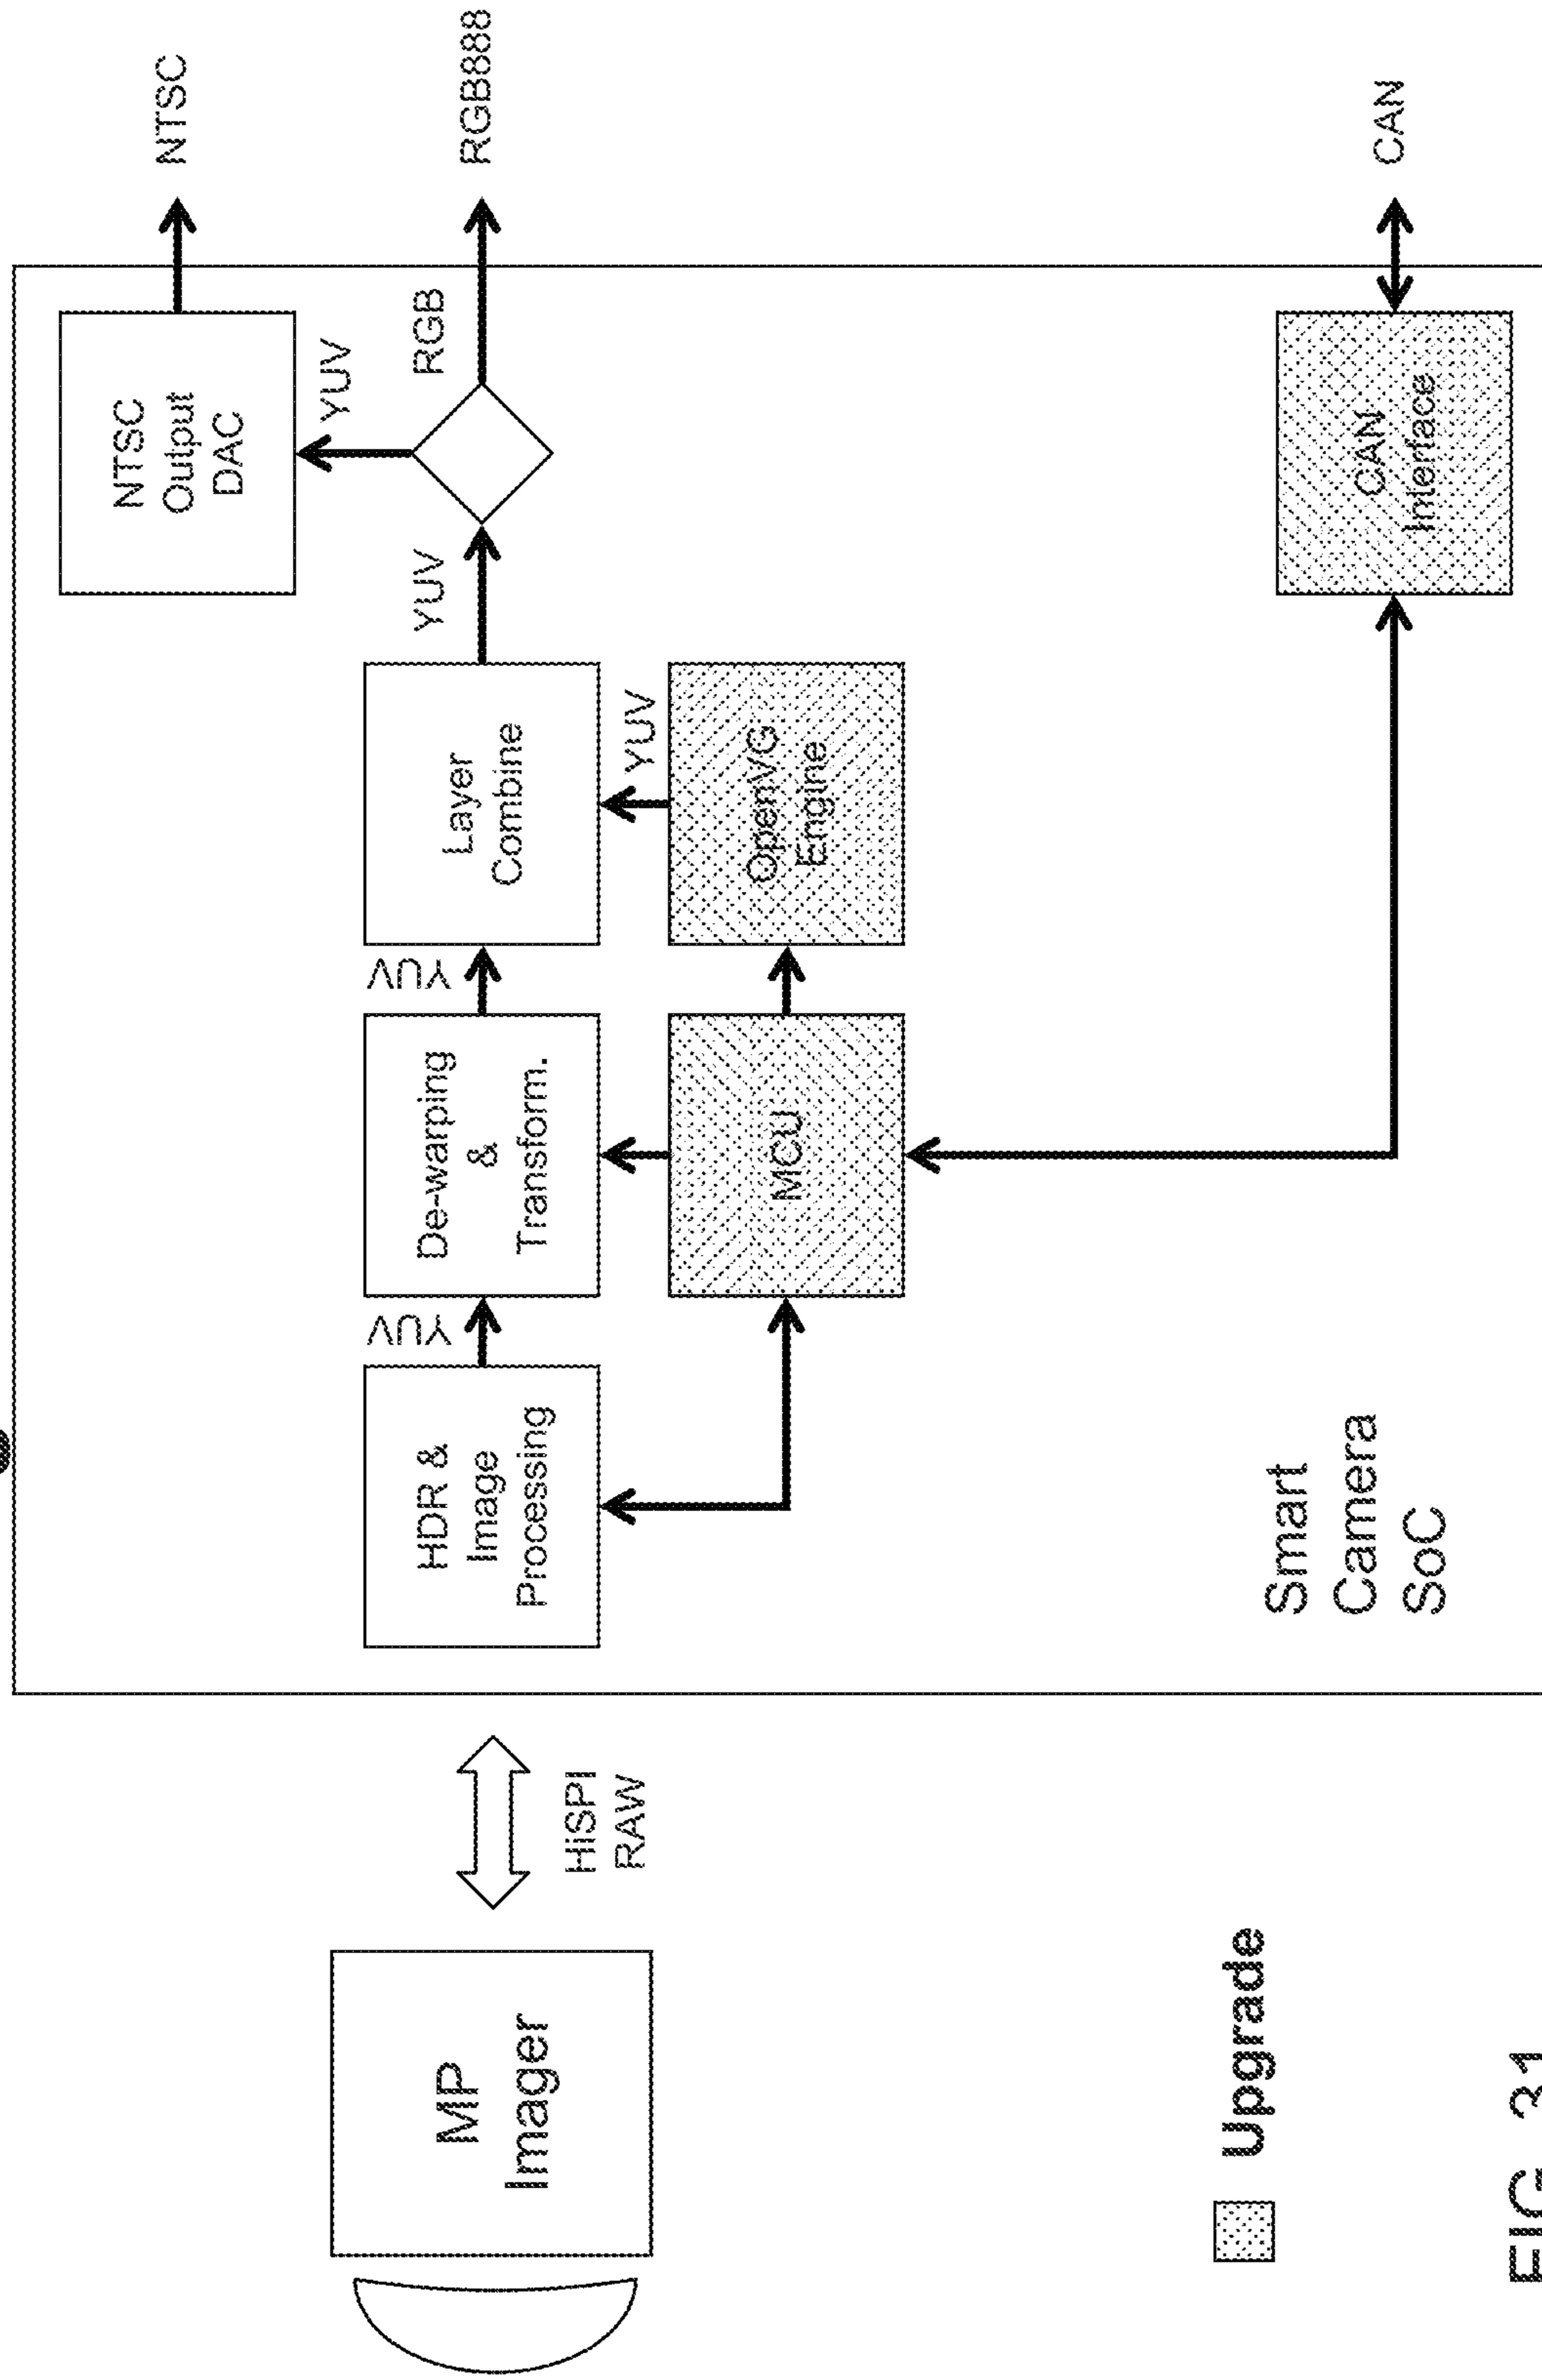 MP
Imager
HiSPI
RAW
HDR &
Image
Processing
YUV
De-warping
&
Transform.
YUV
Layer
Combine
YUV
YUV
NTSC
Output
DAC
YUV
RGB
NTSC
RGB888
MCU
OpenVG
Engine
CAN
Interface
CAN
Smart
Camera
SoC
Upgrade
FIG. 31